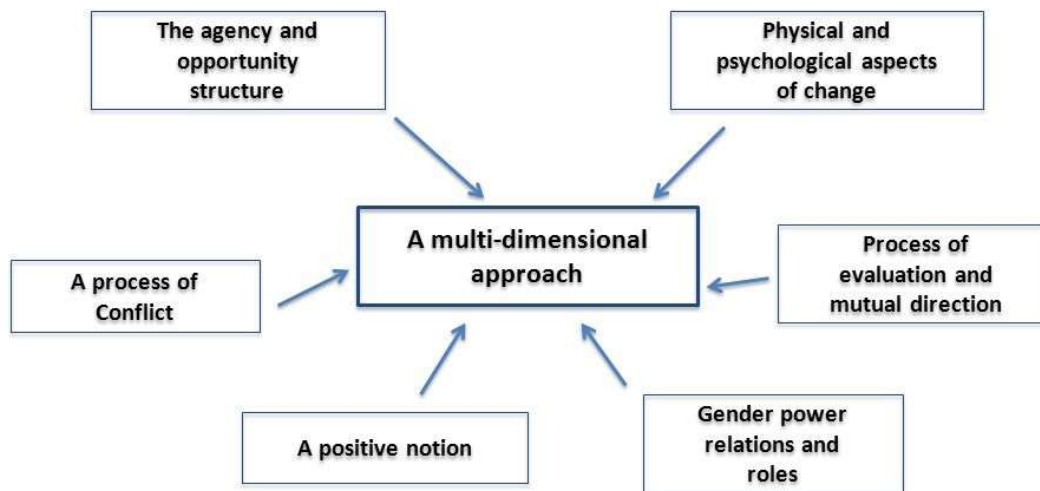 The agency and
opportunity
structure
Physical and
psychological aspects
of change
A multi-dimensional
approach
A process of
Conflict
Process of
evaluation and
mutual direction
A positive notion
Gender power
relations and
roles